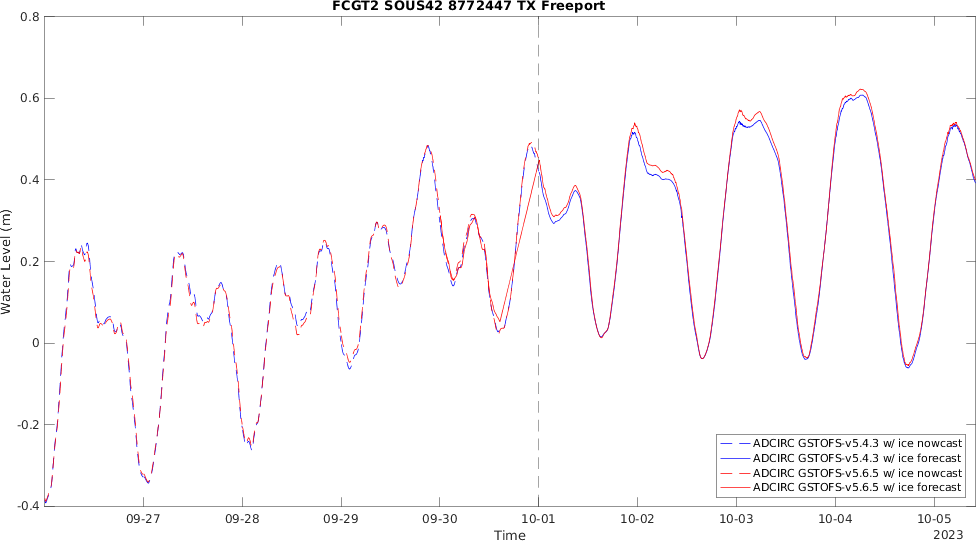 FCGT2 SOUS42 8772447 TX Freeport
0.8
0.6
0.4
0.2
0
-0.2
-0.4
Water Level (m)
ADCIRC GSTOFS-v5.4.3 w/ ice nowcast
ADCIRC GSTOFS-v5.4.3 w/ ice forecast
ADCIRC GSTOFS-v5.6.5 w/ ice nowcast
ADCIRC GSTOFS-v5.6.5 w/ ice forecast
09-27 09-28 09-29 09-30 10-01 10-02 10-03 10-04 10-05
Time
2023